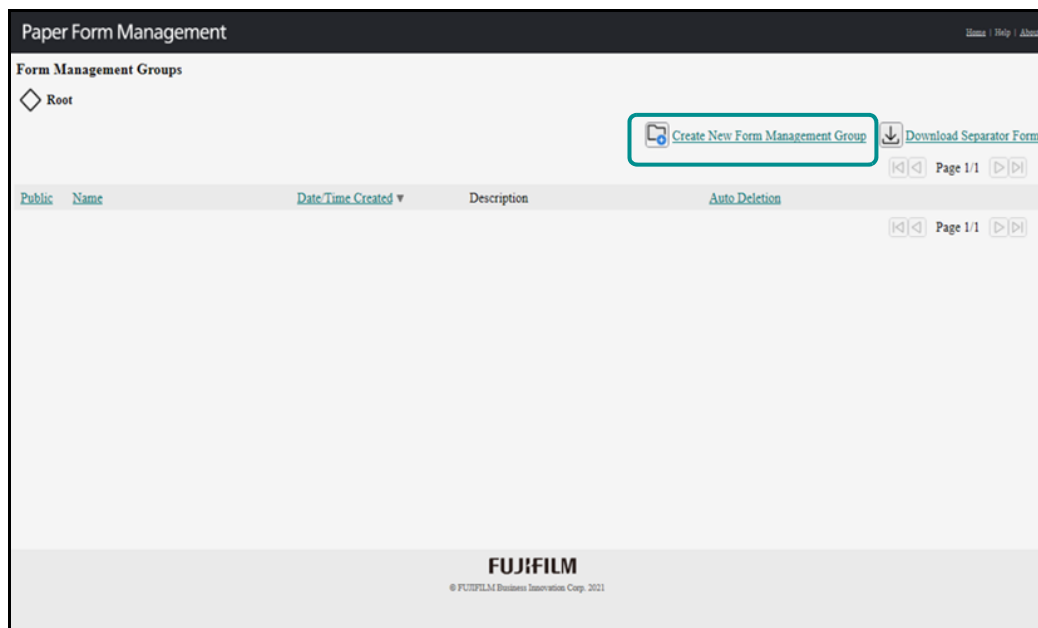 Paper Form Management
Home | Help | Abou
Form Management Groups
Root
Create New Form Management Group Download Separator Form
Page 1/1
Public Name Date/Time Created ▼ Description Auto Deletion
Page 1/1
FUJIFILM
© FUJIFILM Business Innovation Corp. 2021